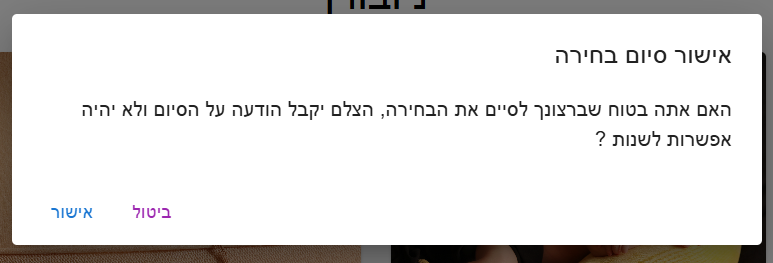 אישור סיום בחירה
האם אתה בטוח שברצונך לסיים את הבחירה, הצלם יקבל הודעה על הסיום ולא יהיה
אפשרות לשנות ?
ביטול אישור